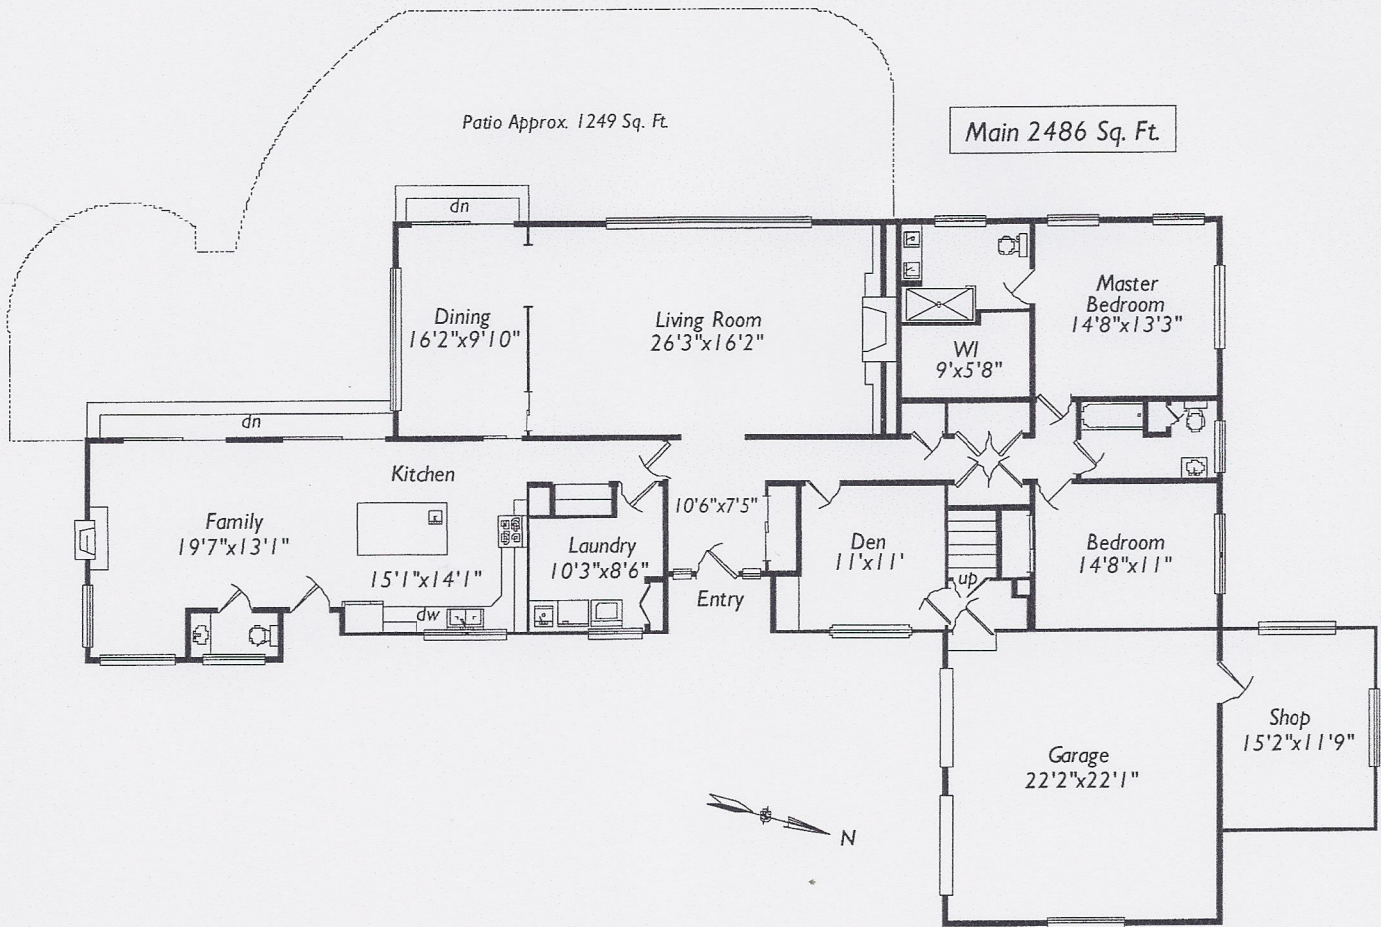 Patio Approx. 1249 Sq. Ft.
Main 2486 Sq. Ft.
dn
Dining
16'2"x9'10"
Living Room
26'3"x16'2"
Master
Bedroom
14'8"x13'3"
WI
9'x5'8"
dn
Kitchen
Family
19'7"x13'1"
15'1"x14'1"
dw
Laundry
10'3"x8'6"
10'6"x7'5"
Entry
Den
11'x11'
up
Bedroom
14'8"x11"
Garage
22'2"x22'1"
Shop
15'2"x11'9"
N